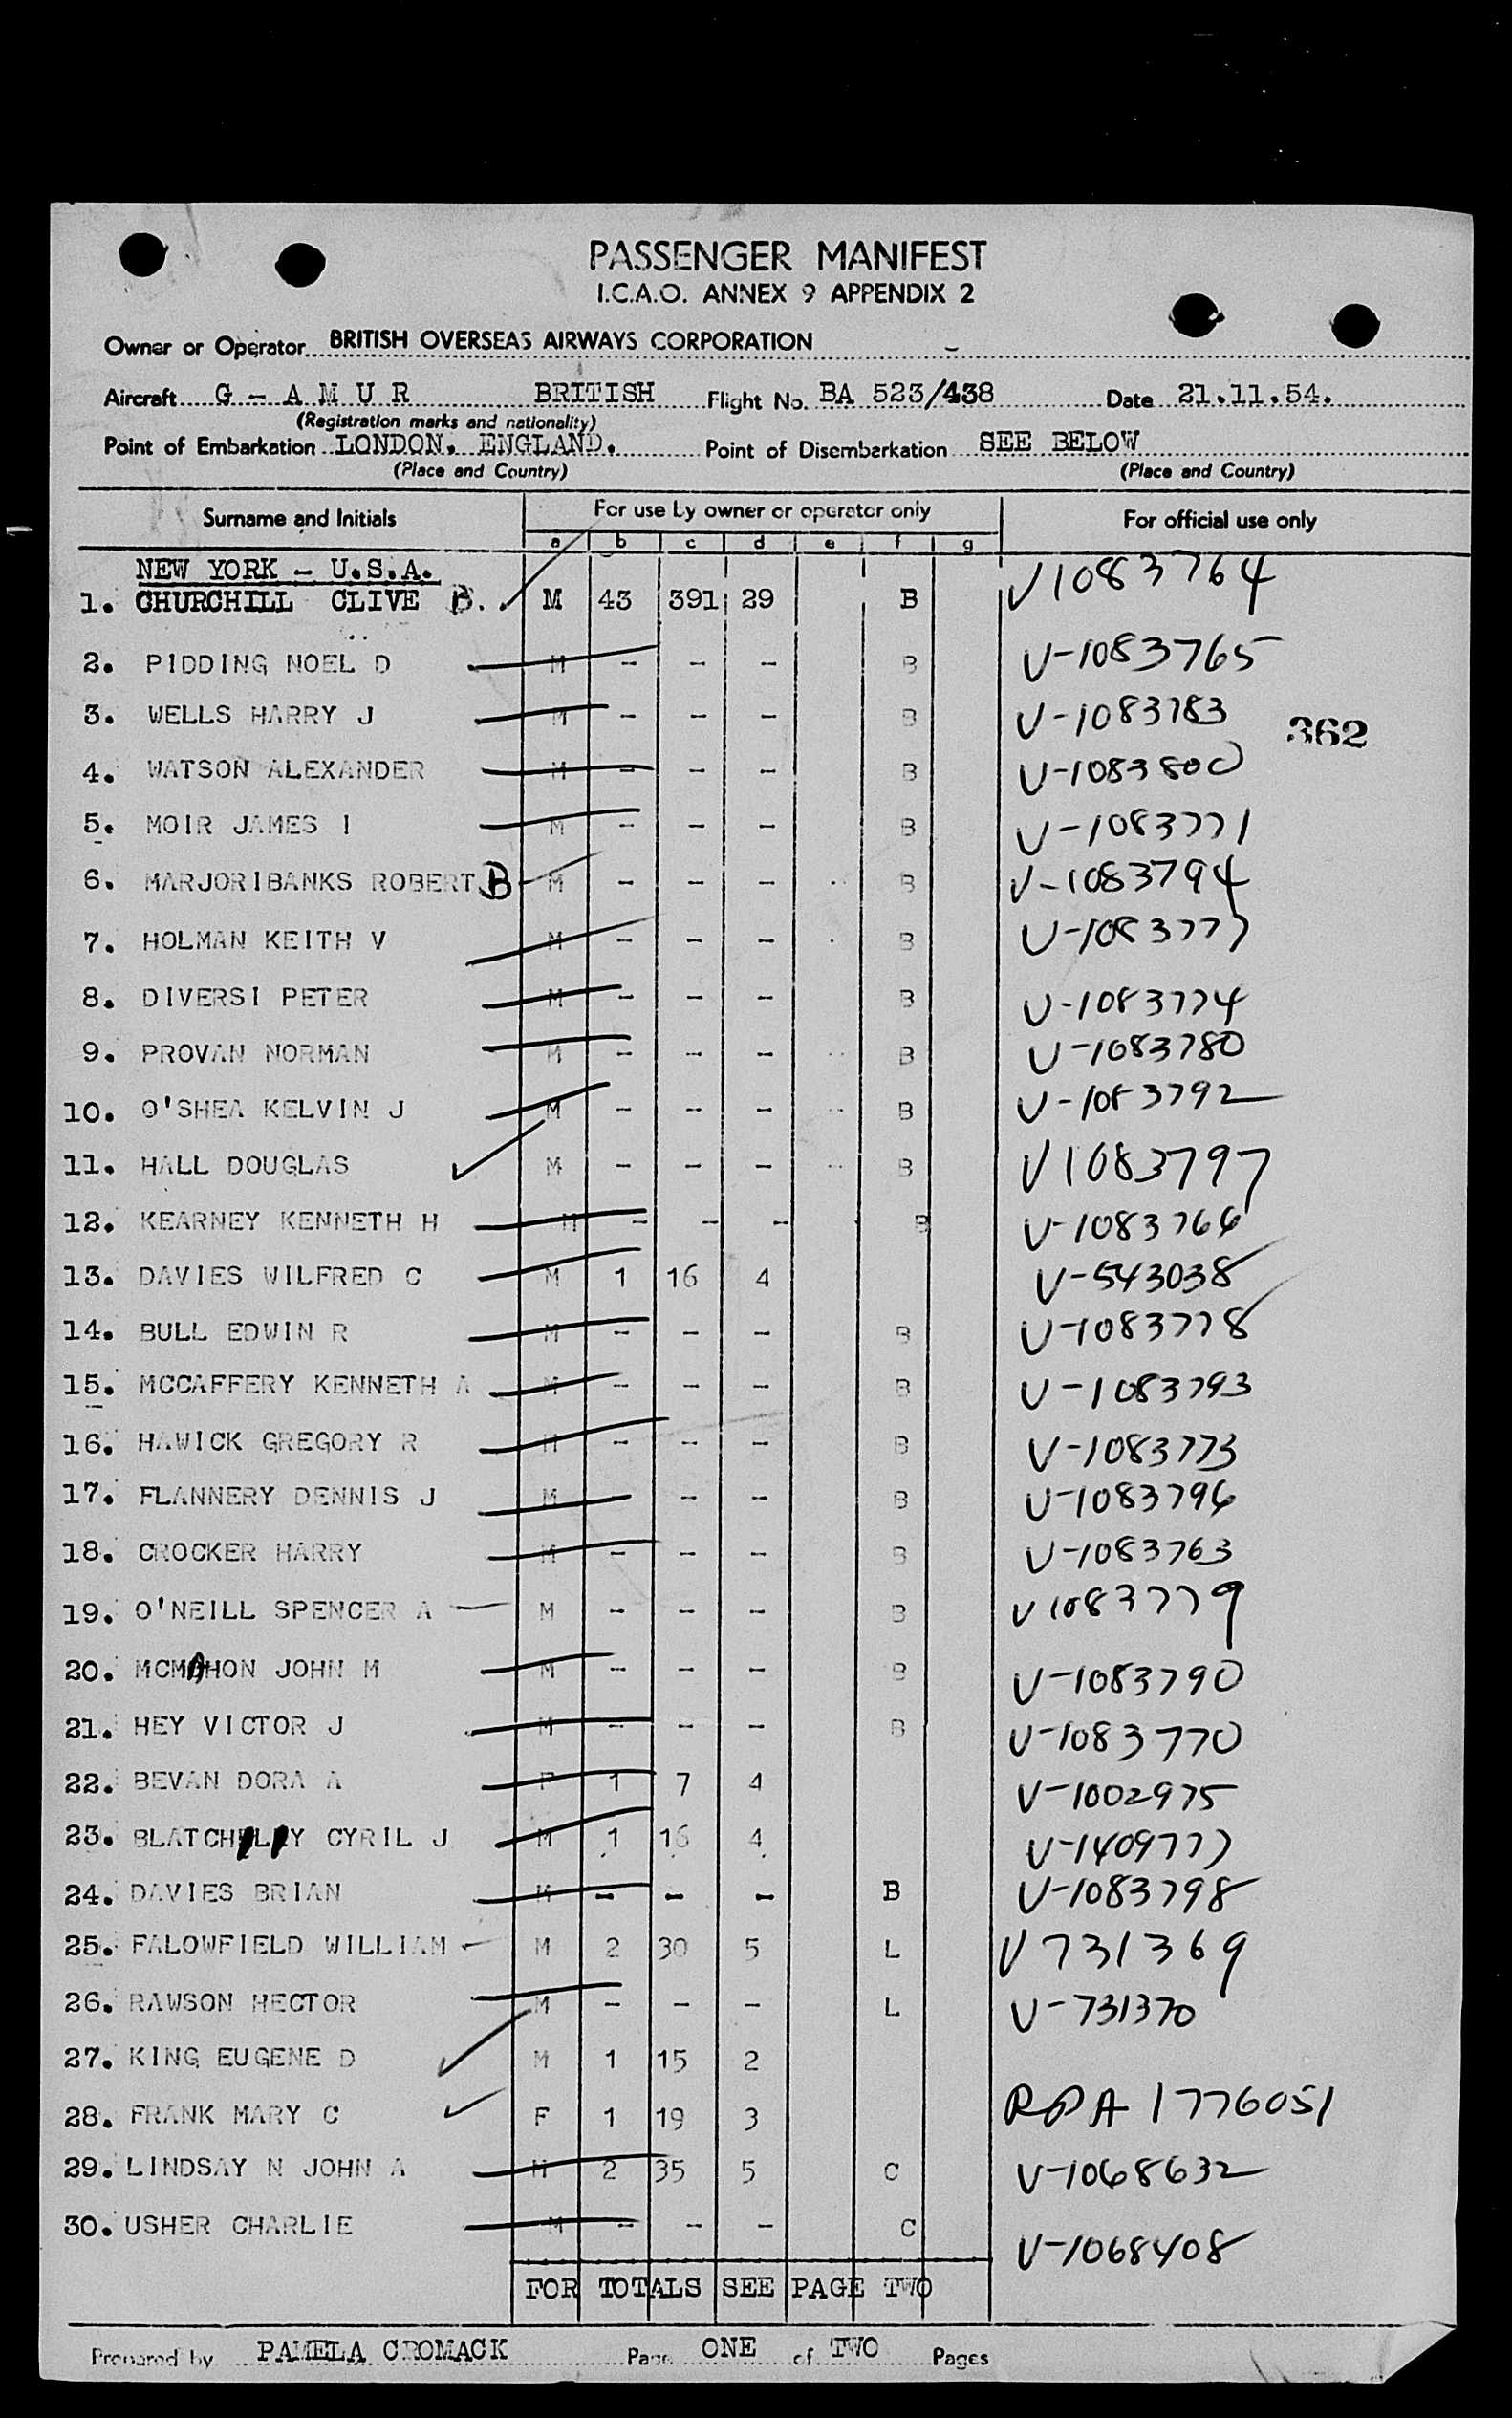 PASSENGER MANIFEST
I.C.A.O. ANNEX 9 APPENDIX 2
Owner or Operator BRITISH OVERSEAS AIRWAYS CORPORATION
Aircraft G - A M U R BRITISH Flight No. BA 523/438 Date 21.11.54.
(Registration marks and nationality)
Point of Embarkation LONDON. ENGLAND. Point of Disembarkation SEE BELOW
(Place and Country) (Place and Country)
Surname and Initials For use by owner or operator only For official use only
a b c d e f g
NEW YORK - U.S.A.
1. CHURCHILL CLIVE B. M 43 391 29 B V1083764
2. PIDDING NOEL D M - - - B V-1083765
3. WELLS HARRY J M - - - B V-1083783
362
4. WATSON ALEXANDER M - - - B V-1083800
5. MOIR JAMES I M - - - B V-1083771
6. MARJORIBANKS ROBERT B M - - - B V-1083794
7. HOLMAN KEITH V M - - - B V-1083777
8. DIVERSI PETER M - - - B V-1083774
9. PROVAN NORMAN M - - - B V-1083780
10. O'SHEA KELVIN J M - - - B V-1083792
11. HALL DOUGLAS M - - - B V1083797
12. KEARNEY KENNETH H M - - - B V-1083766
13. DAVIES WILFRED C M 1 16 4 V-543038
14. BULL EDWIN R M - - - B V-1083778
15. MCCAFFERY KENNETH A M - - - B V-1083793
16. HAWICK GREGORY R M - - - B V-1083773
17. FLANNERY DENNIS J M - - - B V-1083796
18. CROCKER HARRY M - - - B V-1083763
19. O'NEILL SPENCER A M - - - B V1083779
20. MCMAHON JOHN M M - - - B V-1083790
21. HEY VICTOR J M - - - B V-1083770
22. BEVAN DORA A F 1 7 4 V-1002975
23. CYRIL J M 1 16 4 V-1409777
24. DAVIES BRIAN M - - - B V-1083798
25. FALOWFIELD WILLIAM M 2 30 5 L V731369
26. RAWSON HECTOR M - - - L V-731370
27. KING EUGENE D M 1 15 2
28. FRANK MARY C F 1 19 3 1776051
29. LINDSAY N JOHN A M 2 35 5 C V-1068632
30. USHER CHARLIE M - - - C V-1068408
FOR TOTALS SEE PAGE TWO
Prepared by PAMELA CROMACK Page ONE of TWO Pages